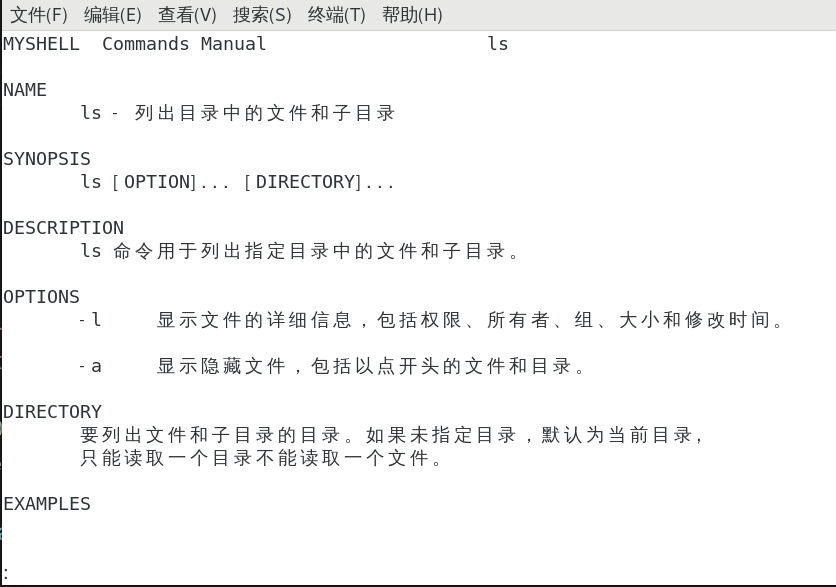 文件(F) 编辑(E) 查看(V) 搜索(S) 终端(T) 帮助(H)
MYSHELL  Commands Manual                    ls
NAME
ls -  列出目录中的文件和子目录
SYNOPSIS
ls [OPTION]... [DIRECTORY]...
DESCRIPTION
ls 命令用于列出指定目录中的文件和子目录。
OPTIONS
-l     显示文件的详细信息，包括权限、所有者、组、大小和修改时间。
-a     显示隐藏文件，包括以点开头的文件和目录。
DIRECTORY
要列出文件和子目录的目录。如果未指定目录，默认为当前目录,
只能读取一个目录不能读取一个文件。
EXAMPLES
: